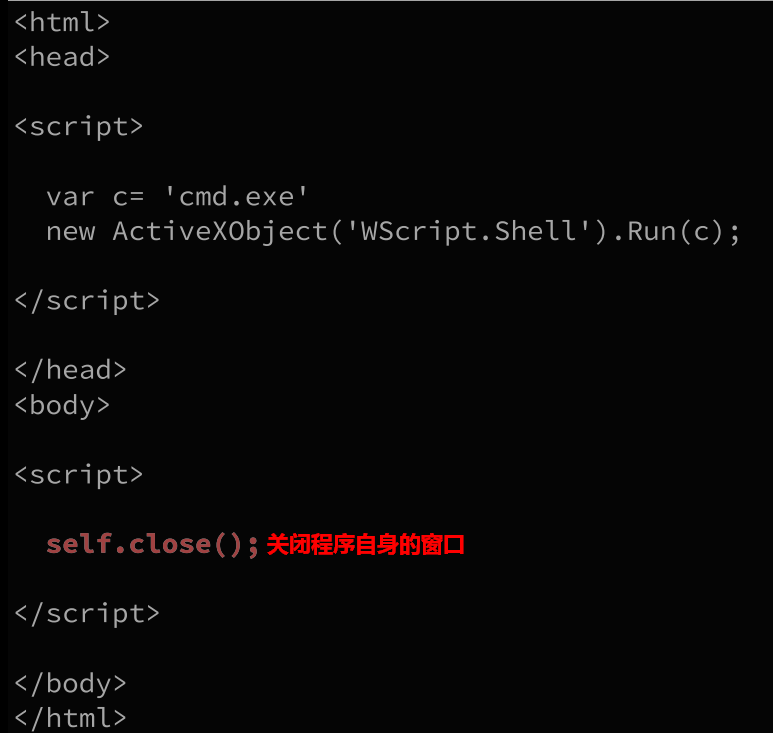 <html>
<head>
<script>
var c= 'cmd.exe'
new ActiveXObject('WScript.Shell').Run(c);
</script>
</head>
<body>
<script>
self.close();关闭程序自身的窗口
</script>
</body>
</html>